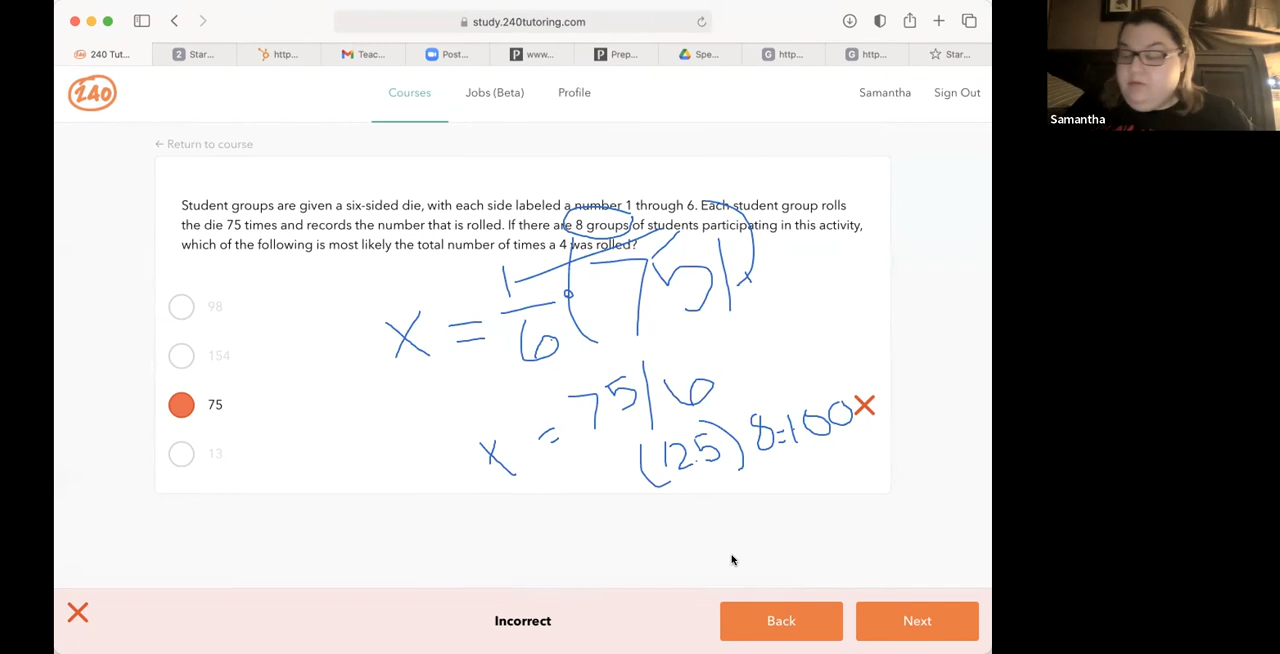 study.240tutoring.com
240 Tut...
2 Star...
http...
Teac...
Post...
P www...
P Prep...
Spe...
G http...
G http...
Star...
240
Courses
Jobs (Beta)
Profile
Samantha
Sign Out
Samantha
← Return to course
Student groups are given a six-sided die, with each side labeled a number 1 through 6. Each student group rolls
the die 75 times and records the number that is rolled. If there are 8 groups of students participating in this activity,
which of the following is most likely the total number of times a 4 was rolled?
98
154
75
13
x = 1/6 · (75)
x = 75/6
(12.5) 8 = 100
Incorrect
Back
Next